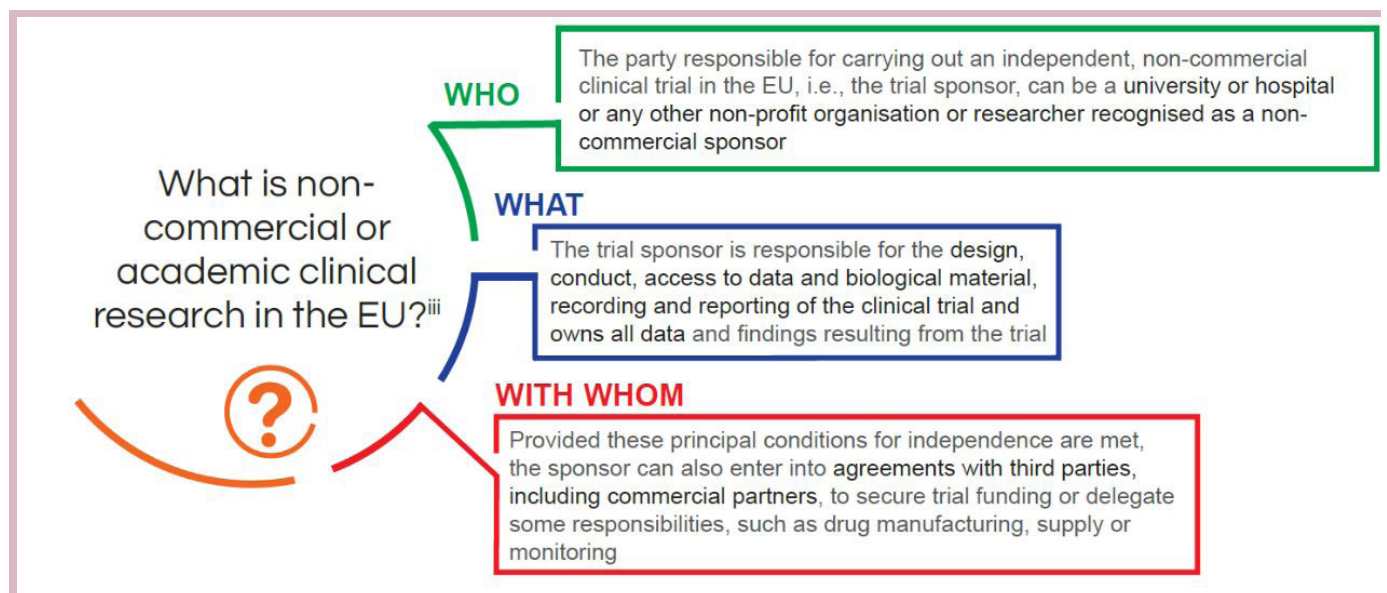 What is non-
commercial or
academic clinical
research in the EU?iii
?
WHO
The party responsible for carrying out an independent, non-commercial
clinical trial in the EU, i.e., the trial sponsor, can be a university or hospital
or any other non-profit organisation or researcher recognised as a non-
commercial sponsor
WHAT
The trial sponsor is responsible for the design,
conduct, access to data and biological material,
recording and reporting of the clinical trial and
owns all data and findings resulting from the trial
WITH WHOM
Provided these principal conditions for independence are met,
the sponsor can also enter into agreements with third parties,
including commercial partners, to secure trial funding or delegate
some responsibilities, such as drug manufacturing, supply or
monitoring